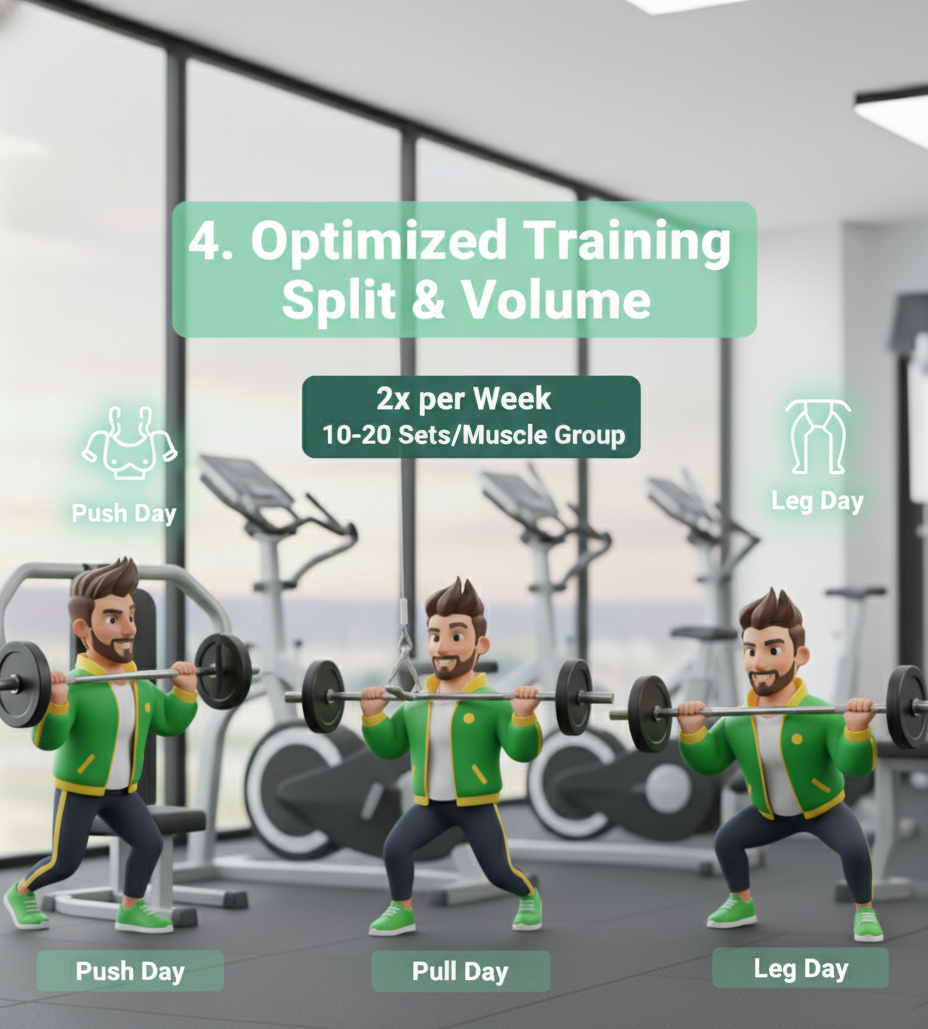 4. Optimized Training
Split & Volume
2x per Week
10-20 Sets/Muscle Group
Push Day
Leg Day
Push Day
Pull Day
Leg Day